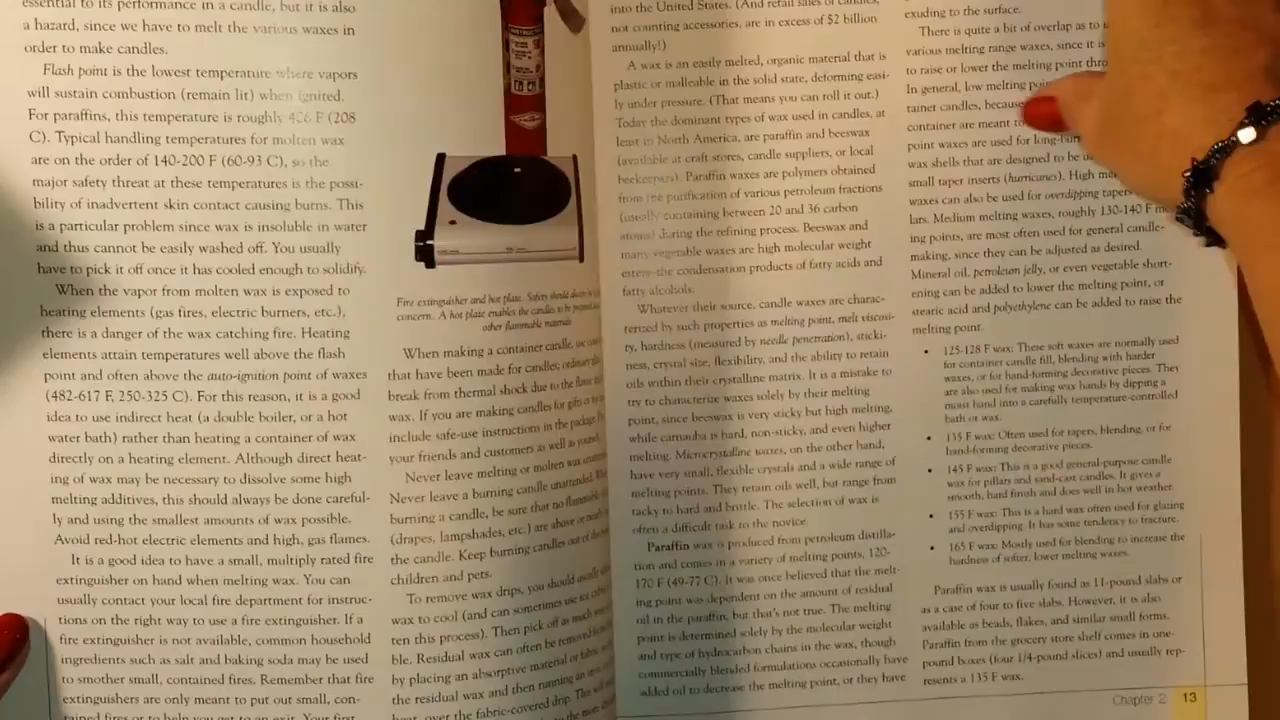 essential to its performance in a candle, but it is also
a hazard, since we have to melt the various waxes in
order to make candles.
Flash point is the lowest temperature where vapors
will sustain combustion (remain lit) when ignited.
For paraffins, this temperature is roughly 406 F (208
C). Typical handling temperatures for molten wax
are on the order of 140-200 F (60-93 C), so the
major safety threat at these temperatures is the possi-
bility of inadvertent skin contact causing burns. This
is a particular problem since wax is insoluble in water
and thus cannot be easily washed off. You usually
have to pick it off once it has cooled enough to solidify.
When the vapor from molten wax is exposed to
heating elements (gas fires, electric burners, etc.),
there is a danger of the wax catching fire. Heating
elements attain temperatures well above the flash
point and often above the auto-ignition point of waxes
(482-617 F, 250-325 C). For this reason, it is a good
idea to use indirect heat (a double boiler, or a hot
water bath) rather than heating a container of wax
directly on a heating element. Although direct heat-
ing of wax may be necessary to dissolve some high
melting additives, this should always be done careful-
ly and using the smallest amounts of wax possible.
Avoid red-hot electric elements and high, gas flames.
It is a good idea to have a small, multiply rated fire
extinguisher on hand when melting wax. You can
usually contact your local fire department for instruc-
tions on the right way to use a fire extinguisher. If a
fire extinguisher is not available, common household
ingredients such as salt and baking soda may be used
to smother small, contained fires. Remember that fire
extinguishers are only meant to put out small, con-
tained fires or to help you get to an exit. Your first
Fire extinguisher and hot plate. Safety should
concern. A hot plate enables the candles to be
other flammable materials
When making a container candle, use
that have been made for candles; ordinary
break from thermal shock due to the flame
wax. If you are making candles for gifts or
include safe-use instructions in the package
your friends and customers as well as yourself.
Never leave melting or molten wax
Never leave a burning candle unattended. When
burning a candle, be sure that no flammable
(drapes, lampshades, etc.) are above or
the candle. Keep burning candles out of the
children and pets.
To remove wax drips, you should usually
wax to cool (and can sometimes use
ten this process). Then pick off as much
ble. Residual wax can often be removed
by placing an absorptive material or fabric
the residual wax and then running an
heat, over the fabric-covered drip. The
into the United States. (And retail sales of candles,
not counting accessories, are in excess of $2 billion
annually!)
A wax is an easily melted, organic material that is
plastic or malleable in the solid state, deforming easi-
ly under pressure. (That means you can roll it out.)
Today the dominant types of wax used in candles, at
least in North America, are paraffin and beeswax
(available at craft stores, candle suppliers, or local
beekeepers). Paraffin waxes are polymers obtained
from the purification of various petroleum fractions
(usually containing between 20 and 36 carbon
atoms) during the refining process. Beeswax and
many vegetable waxes are high molecular weight
esters–the condensation products of fatty acids and
fatty alcohols.
Whatever their source, candle waxes are charac-
terized by such properties as melting point, melt viscosi-
ty, hardness (measured by needle penetration), sticki-
ness, crystal size, flexibility, and the ability to retain
oils within their crystalline matrix. It is a mistake to
try to characterize waxes solely by their melting
point, since beeswax is very sticky but high melting,
while carnauba is hard, non-sticky, and even higher
melting. Microcrystalline waxes, on the other hand,
have very small, flexible crystals and a wide range of
melting points. They retain oils well, but range from
tacky to hard and brittle. The selection of wax is
often a difficult task to the novice.
Paraffin wax is produced from petroleum distilla-
tion and comes in a variety of melting points, 120-
170 F (49-77 C). It was once believed that the melt-
ing point was dependent on the amount of residual
oil in the paraffin, but that's not true. The melting
point is determined solely by the molecular weight
and type of hydrocarbon chains in the wax, though
commercially blended formulations occasionally have
added oil to decrease the melting point, or they have
exuding to the surface.
There is quite a bit of overlap as to
various melting range waxes, since it is
to raise or lower the melting point
In general, low melting
tainer candles, because
container are meant to
point waxes are used for
wax shells that are designed to be
small taper inserts (hurricanes). High
waxes can also be used for overdipping tapers
lars. Medium melting waxes, roughly 130-140 F
ing points, are most often used for general candle-
making, since they can be adjusted as desired.
Mineral oil, petroleum jelly, or even vegetable short-
ening can be added to lower the melting point, or
stearic acid and polyethylene can be added to raise the
melting point.
• 125-128 F wax: These soft waxes are normally used
for container candle fill, blending with harder
waxes, or for hand-forming decorative pieces. They
are also used for making wax hands by dipping a
moist hand into a carefully temperature-controlled
bath or wax.
• 135 F wax: Often used for tapers, blending, or for
hand-forming decorative pieces.
• 145 F wax: This is a good general-purpose candle
wax for pillars and sand-cast candles. It gives a
smooth, hard finish and does well in hot weather.
• 155 F wax: This is a hard wax often used for glazing
and overdipping. It has some tendency to fracture.
• 165 F wax: Mostly used for blending to increase the
hardness of softer, lower melting waxes.
Paraffin wax is usually found as 11-pound slabs or
as a case of four to five slabs. However, it is also
available as beads, flakes, and similar small forms.
Paraffin from the grocery store shelf comes in one-
pound boxes (four 1/4-pound slices) and usually rep-
resents a 135 F wax.
Chapter 2 13